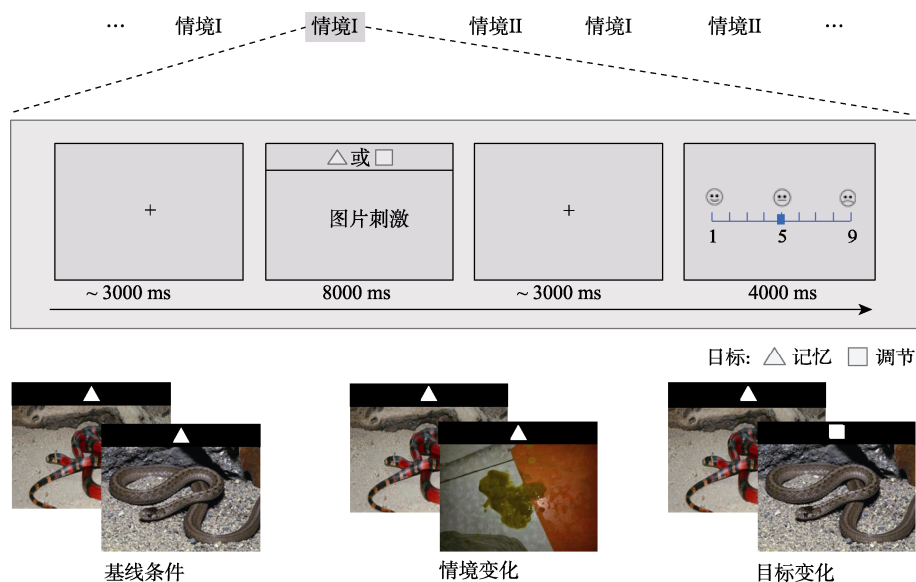 … 情境I 情境I 情境II 情境I 情境II …
+ △或□ 图片刺激 + 1 5 9
~ 3000 ms 8000 ms ~ 3000 ms 4000 ms
目标: △ 记忆 □ 调节
基线条件 情境变化 目标变化